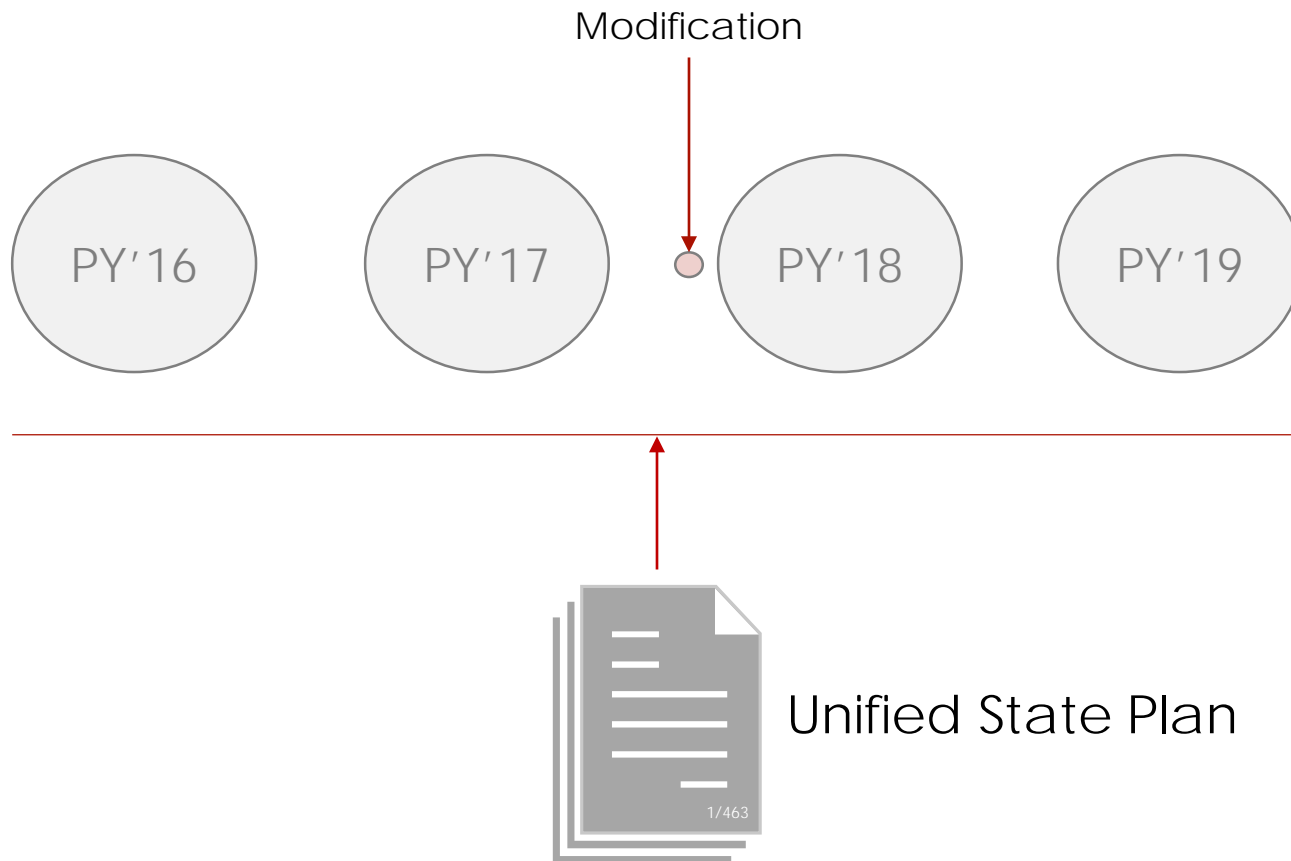 Modification
PY’16
PY’17
PY’18
PY’19
Unified State Plan
1/463